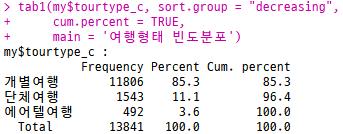 > tab1(my$tourtype_c, sort.group = "decreasing",
+ cum.percent = TRUE,
+ main = '여행형태 빈도분포')
my$tourtype_c :
Frequency Percent Cum. percent
개별여행 11806 85.3 85.3
단체여행 1543 11.1 96.4
에어텔여행 492 3.6 100.0
Total 13841 100.0 100.0